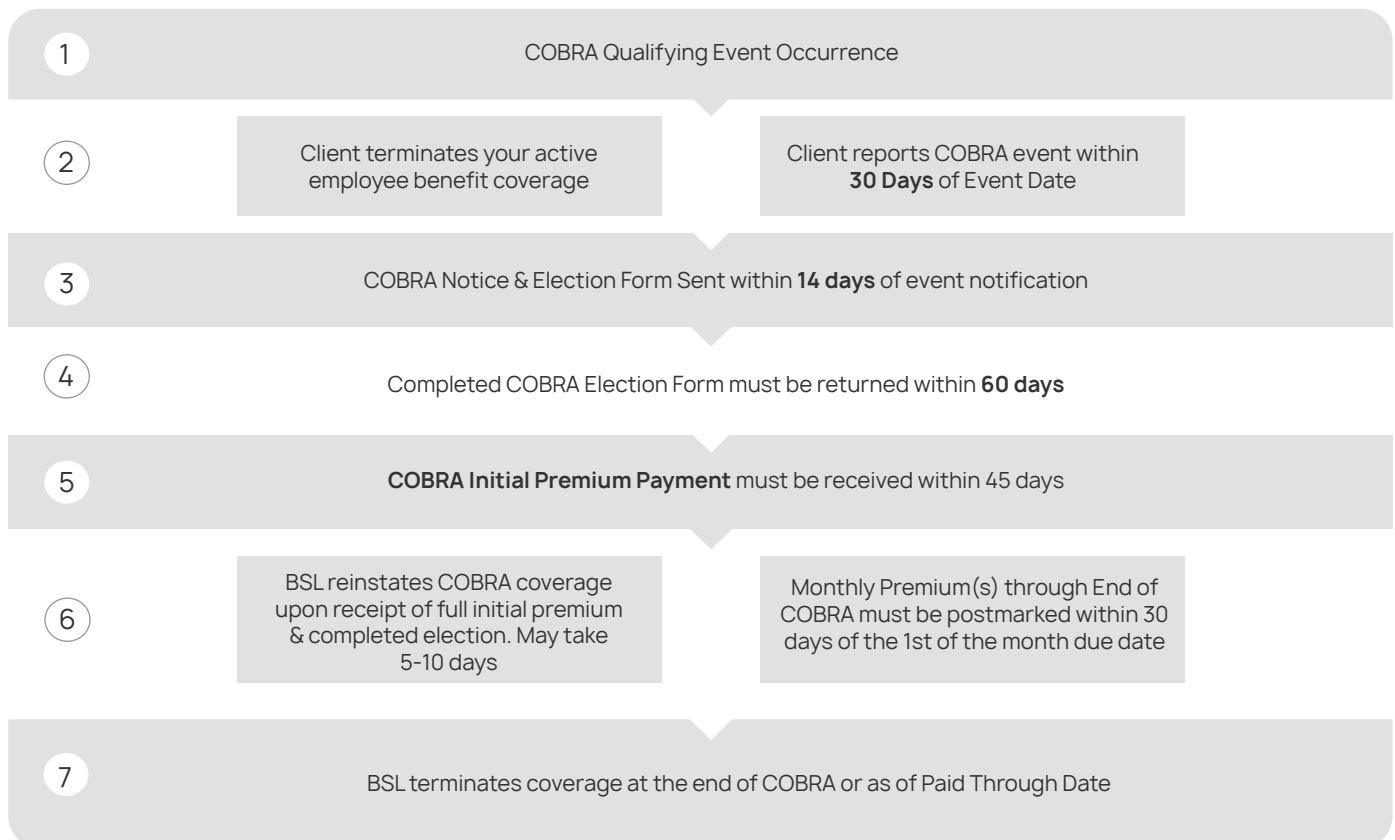 1
COBRA Qualifying Event Occurrence
2
Client terminates your active
employee benefit coverage
Client reports COBRA event within
30 Days of Event Date
3
COBRA Notice & Election Form Sent within 14 days of event notification
4
Completed COBRA Election Form must be returned within 60 days
5
COBRA Initial Premium Payment must be received within 45 days
6
BSL reinstates COBRA coverage
upon receipt of full initial premium
& completed election. May take
5-10 days
Monthly Premium(s) through End of
COBRA must be postmarked within 30
days of the 1st of the month due date
7
BSL terminates coverage at the end of COBRA or as of Paid Through Date